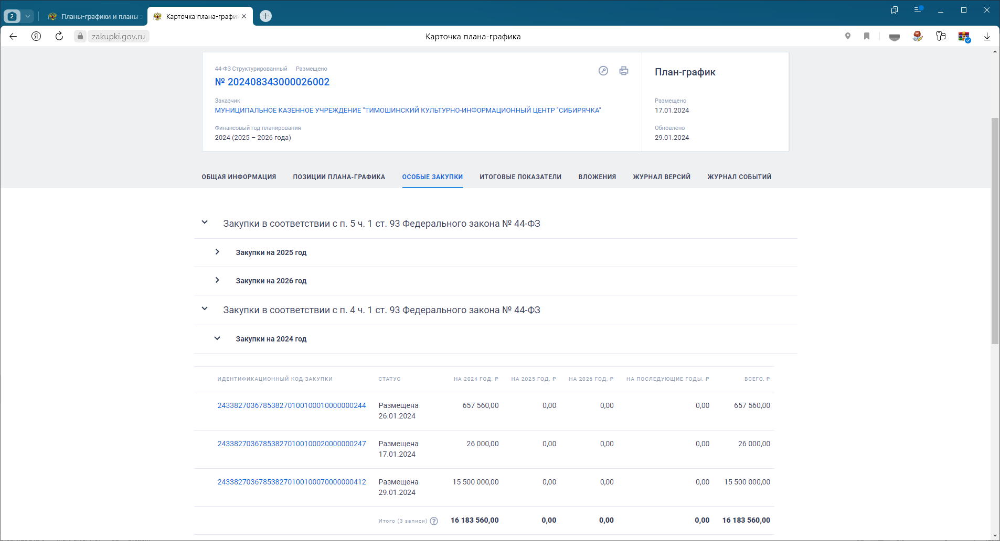 2
Планы-графики и планы з
Карточка плана-график
zakupki.gov.ru
Карточка плана-графика
44-ФЗ Структурированный Размещено
№ 202408343000026002
Заказчик
МУНИЦИПАЛЬНОЕ КАЗЕННОЕ УЧРЕЖДЕНИЕ "ТИМОШИНСКИЙ КУЛЬТУРНО-ИНФОРМАЦИОННЫЙ ЦЕНТР "СИБИРЯЧКА"
Финансовый год планирования
2024 (2025 – 2026 года)
План-график
Размещено
17.01.2024
Обновлено
29.01.2024
ОБЩАЯ ИНФОРМАЦИЯ ПОЗИЦИИ ПЛАНА-ГРАФИКА ОСОБЫЕ ЗАКУПКИ ИТОГОВЫЕ ПОКАЗАТЕЛИ ВЛОЖЕНИЯ ЖУРНАЛ ВЕРСИЙ ЖУРНАЛ СОБЫТИЙ
Закупки в соответствии с п. 5 ч. 1 ст. 93 Федерального закона № 44-ФЗ
Закупки на 2025 год
Закупки на 2026 год
Закупки в соответствии с п. 4 ч. 1 ст. 93 Федерального закона № 44-ФЗ
Закупки на 2024 год
ИДЕНТИФИКАЦИОННЫЙ КОД ЗАКУПКИ СТАТУС НА 2024 ГОД, ₽ НА 2025 ГОД, ₽ НА 2026 ГОД, ₽ НА ПОСЛЕДУЮЩИЕ ГОДЫ, ₽ ВСЕГО, ₽
243382703678538270100100010000000244 Размещена 657 560,00 0,00 0,00 0,00 657 560,00
26.01.2024
243382703678538270100100020000000247 Размещена 26 000,00 0,00 0,00 0,00 26 000,00
17.01.2024
243382703678538270100100070000000412 Размещена 15 500 000,00 0,00 0,00 0,00 15 500 000,00
29.01.2024
Итого (3 записи) ? 16 183 560,00 0,00 0,00 0,00 16 183 560,00